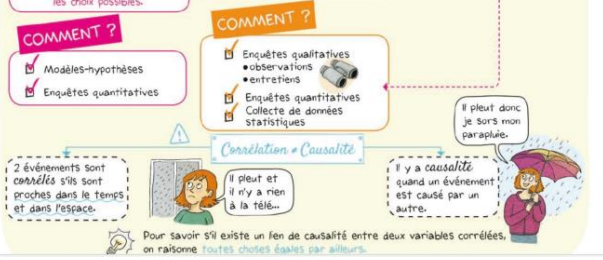 les choix possibles.
COMMENT ?
Modèles-hypothèses
Enquêtes quantitatives
COMMENT ?
Enquêtes qualitatives
• observations
• entretiens
Enquêtes quantitatives
Collecte de données
statistiques
Il pleut donc
je sors mon
parapluie.
Corrélation ≠ Causalité
2 événements sont
corrélés s'ils sont
proches dans le temps
et dans l'espace.
Il pleut et
il n'y a rien
à la télé...
Il y a causalité
quand un événement
est causé par un
autre.
Pour savoir s'il existe un lien de causalité entre deux variables corrélées,
on raisonne toutes choses égales par ailleurs.